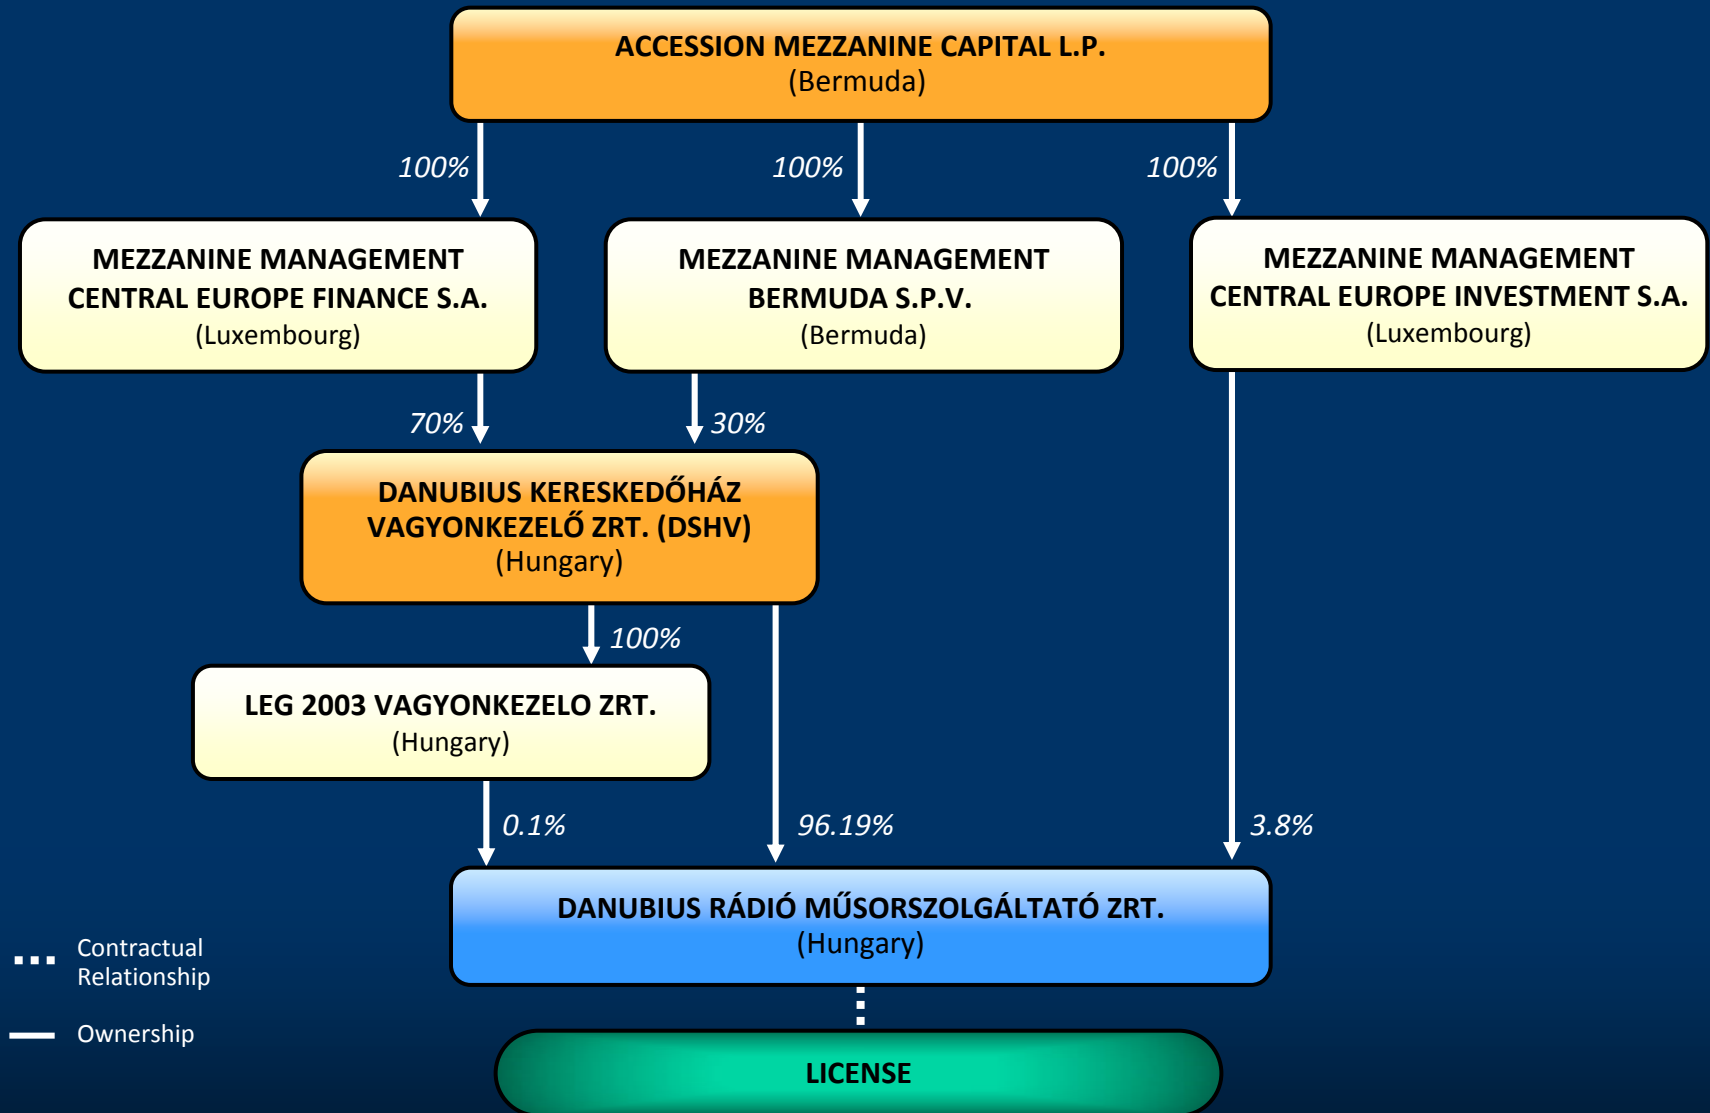 ACCESSION MEZZANINE CAPITAL L.P.
(Bermuda)
100%
100%
100%
MEZZANINE MANAGEMENT
CENTRAL EUROPE FINANCE S.A.
(Luxembourg)
MEZZANINE MANAGEMENT
BERMUDA S.P.V.
(Bermuda)
MEZZANINE MANAGEMENT
CENTRAL EUROPE INVESTMENT S.A.
(Luxembourg)
70%
30%
DANUBIUS KERESKEDŐHÁZ
VAGYONKEZELŐ ZRT. (DSHV)
(Hungary)
100%
LEG 2003 VAGYONKEZELO ZRT.
(Hungary)
0.1%
96.19%
3.8%
DANUBIUS RÁDIÓ MŰSORSZOLGÁLTATÓ ZRT.
(Hungary)
Contractual
Relationship
Ownership
LICENSE